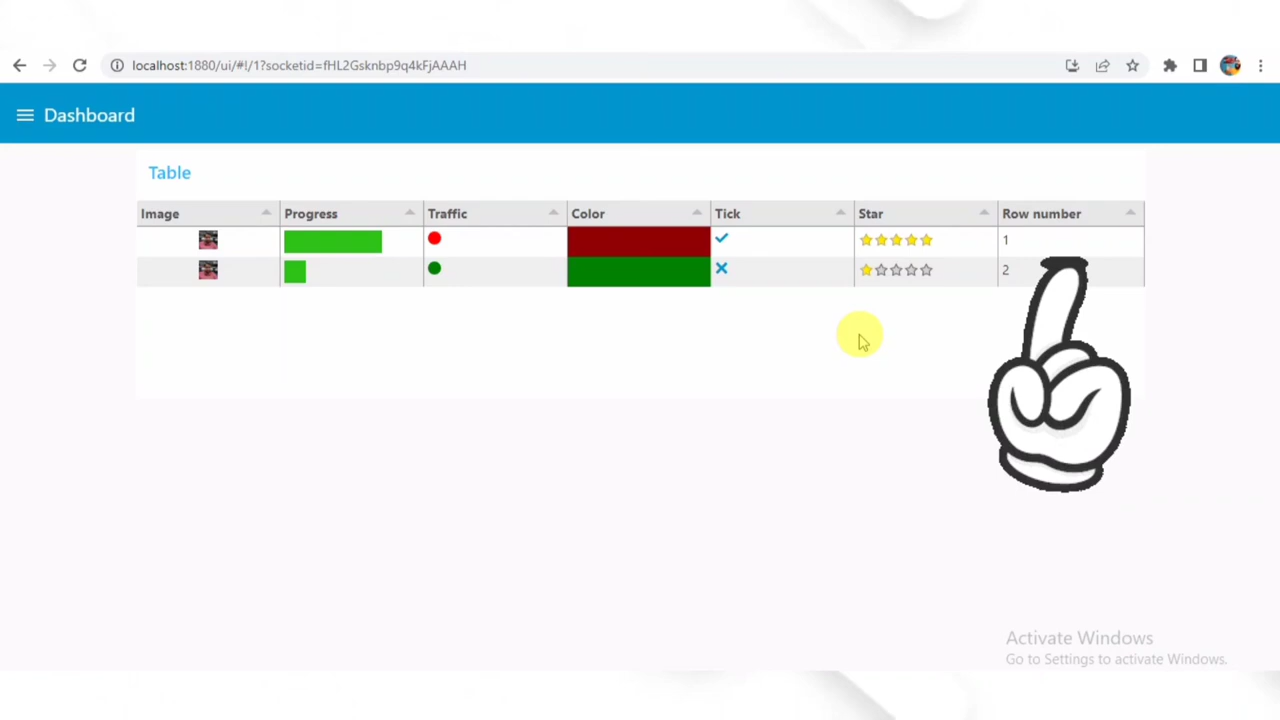 localhost:1880/ui/#!/1?socketid=fHL2Gsknbp9q4kFjAAAH
Dashboard
Table
Image Progress Traffic Color Tick Star Row number
1
2
Activate Windows
Go to Settings to activate Windows.